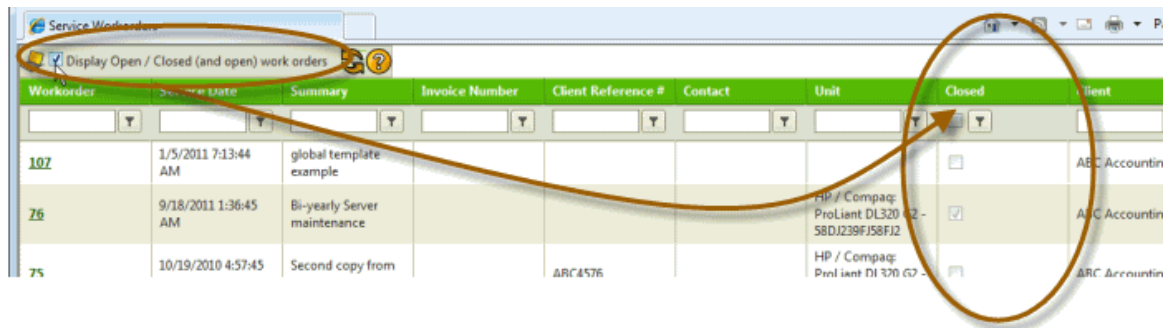 Service Workorders
P
Display Open / Closed (and open) work orders
Workorder Service Date Summary Invoice Number Client Reference # Contact Unit Closed Client
107 1/5/2011 7:13:44 AM global template example ABC Accountin
76 9/18/2011 1:36:45 AM Bi-yearly Server maintenance HP / Compaq: ProLiant DL320 G2 - 58DJ239FJ58FJ2 ABC Accountin
75 10/19/2010 4:57:45 Second copy from ABC4576 HP / Compaq: ProLiant DL320 G2 - ABC Accountin